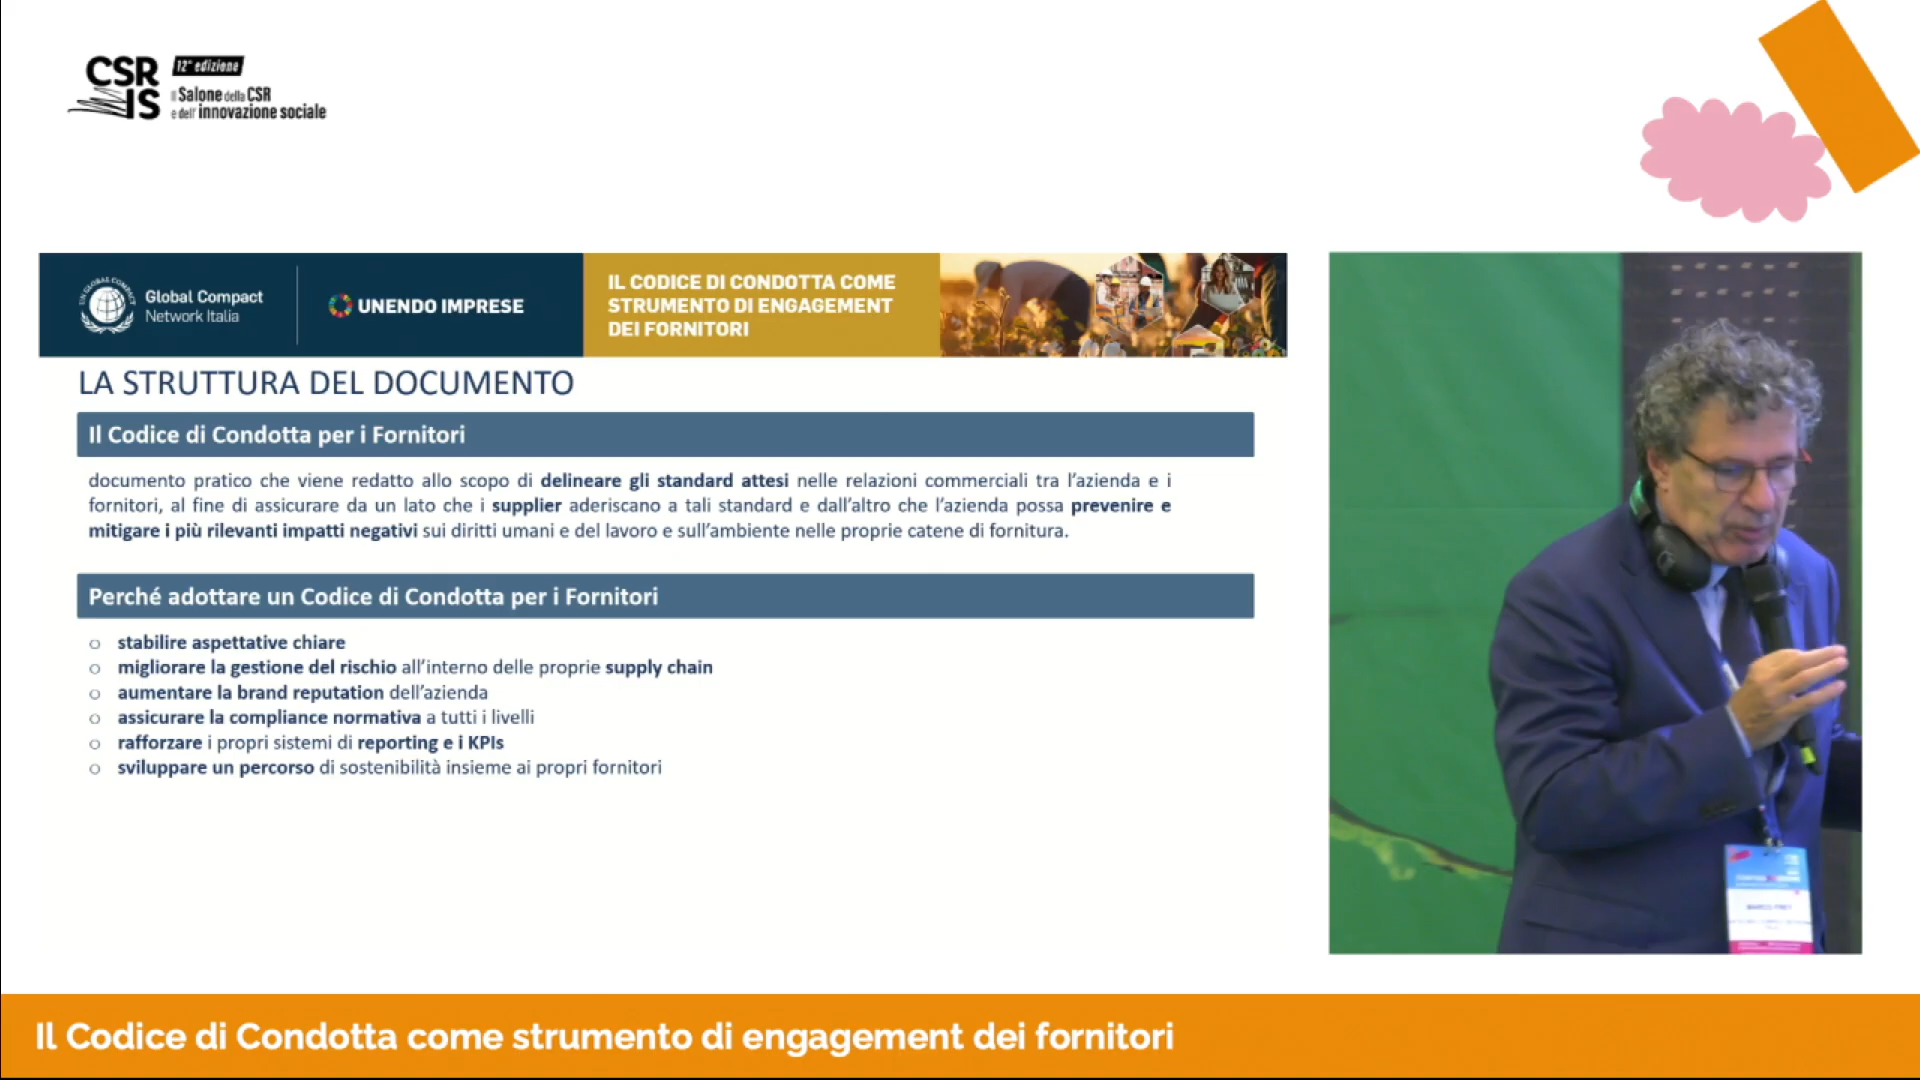 CSR
IS
12° edizione
Il Salone della CSR
e dell'innovazione sociale
Global Compact
Network Italia
UNENDO IMPRESE
IL CODICE DI CONDOTTA COME
STRUMENTO DI ENGAGEMENT
DEI FORNITORI
LA STRUTTURA DEL DOCUMENTO
Il Codice di Condotta per i Fornitori
documento pratico che viene redatto allo scopo di delineare gli standard attesi nelle relazioni commerciali tra l'azienda e i
fornitori, al fine di assicurare da un lato che i supplier aderiscano a tali standard e dall'altro che l'azienda possa prevenire e
mitigare i più rilevanti impatti negativi sui diritti umani e del lavoro e sull'ambiente nelle proprie catene di fornitura.
Perché adottare un Codice di Condotta per i Fornitori
o stabilire aspettative chiare
o migliorare la gestione del rischio all'interno delle proprie supply chain
o aumentare la brand reputation dell'azienda
o assicurare la compliance normativa a tutti i livelli
o rafforzare i propri sistemi di reporting e i KPIs
o sviluppare un percorso di sostenibilità insieme ai propri fornitori
Il Codice di Condotta come strumento di engagement dei fornitori